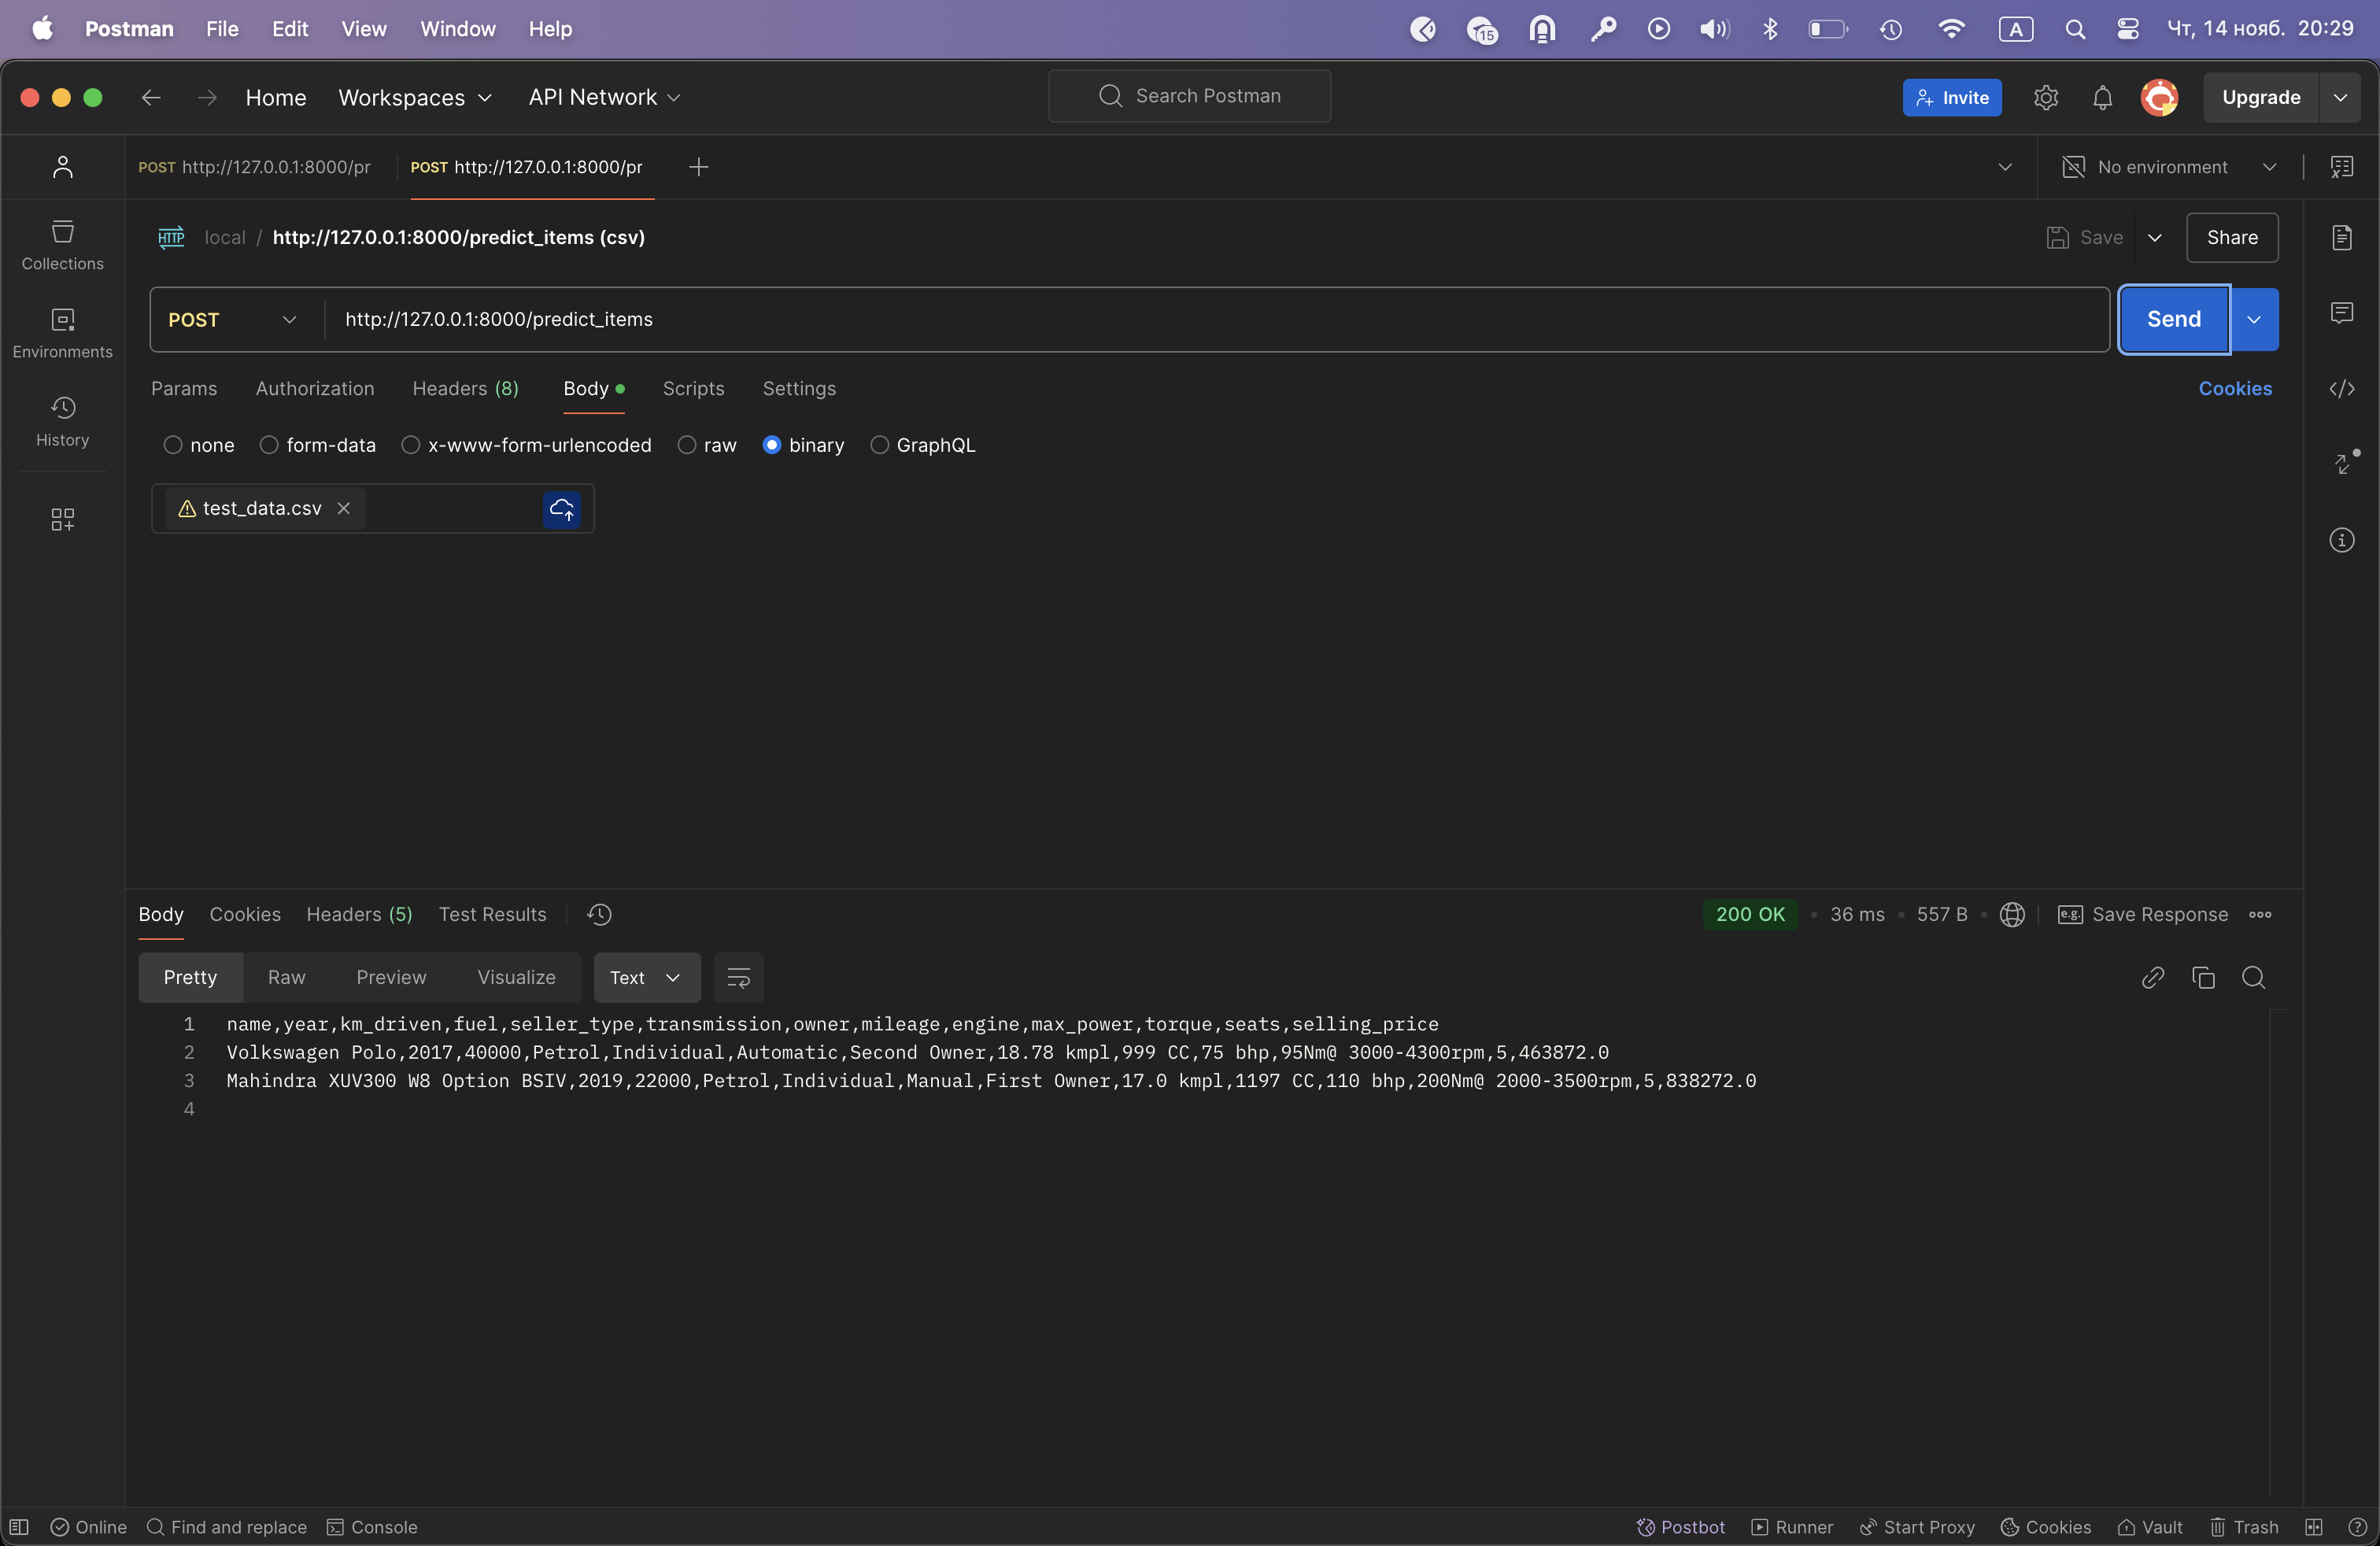 Postman File Edit View Window Help 15 A Чт, 14 нояб. 20:29
Home Workspaces API Network Search Postman Invite Upgrade
POST http://127.0.0.1:8000/pr POST http://127.0.0.1:8000/pr No environment
Collections
Environments
History
HTTP local / http://127.0.0.1:8000/predict_items (csv) Save Share
POST http://127.0.0.1:8000/predict_items Send
Params Authorization Headers (8) Body Scripts Settings Cookies
none form-data x-www-form-urlencoded raw binary GraphQL
test_data.csv
Body Cookies Headers (5) Test Results 200 OK 36 ms 557 B e.g. Save Response
Pretty Raw Preview Visualize Text
1 name,year,km_driven,fuel,seller_type,transmission,owner,mileage,engine,max_power,torque,seats,selling_price
2 Volkswagen Polo,2017,40000,Petrol,Individual,Automatic,Second Owner,18.78 kmpl,999 CC,75 bhp,95Nm@ 3000-4300rpm,5,463872.0
3 Mahindra XUV300 W8 Option BSIV,2019,22000,Petrol,Individual,Manual,First Owner,17.0 kmpl,1197 CC,110 bhp,200Nm@ 2000-3500rpm,5,838272.0
4
Online Find and replace Console Postbot Runner Start Proxy Cookies Vault Trash